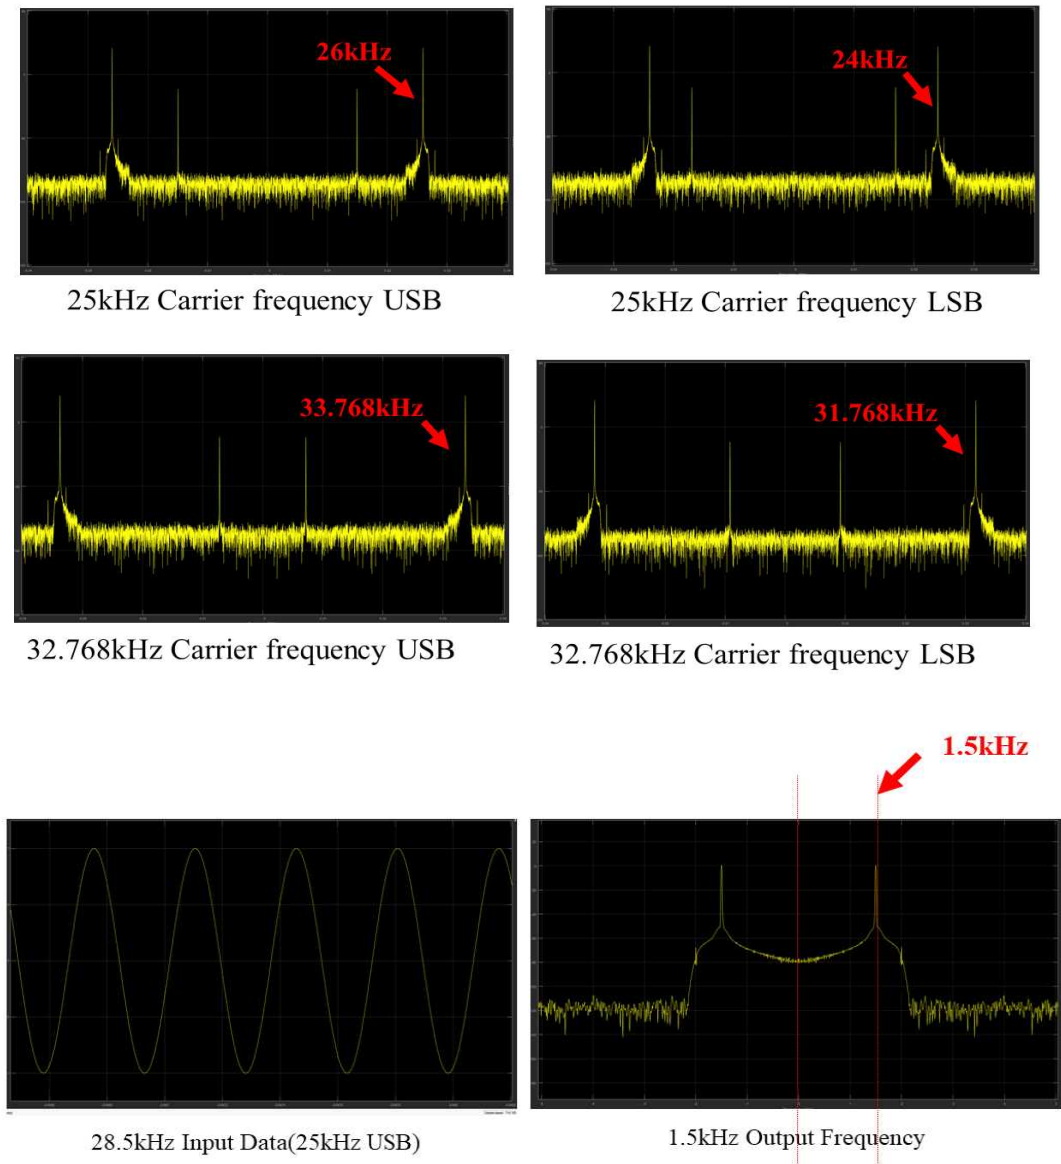 26kHz
24kHz
25kHz Carrier frequency USB
25kHz Carrier frequency LSB
33.768kHz
31.768kHz
32.768kHz Carrier frequency USB
32.768kHz Carrier frequency LSB
1.5kHz
28.5kHz Input Data(25kHz USB)
1.5kHz Output Frequency